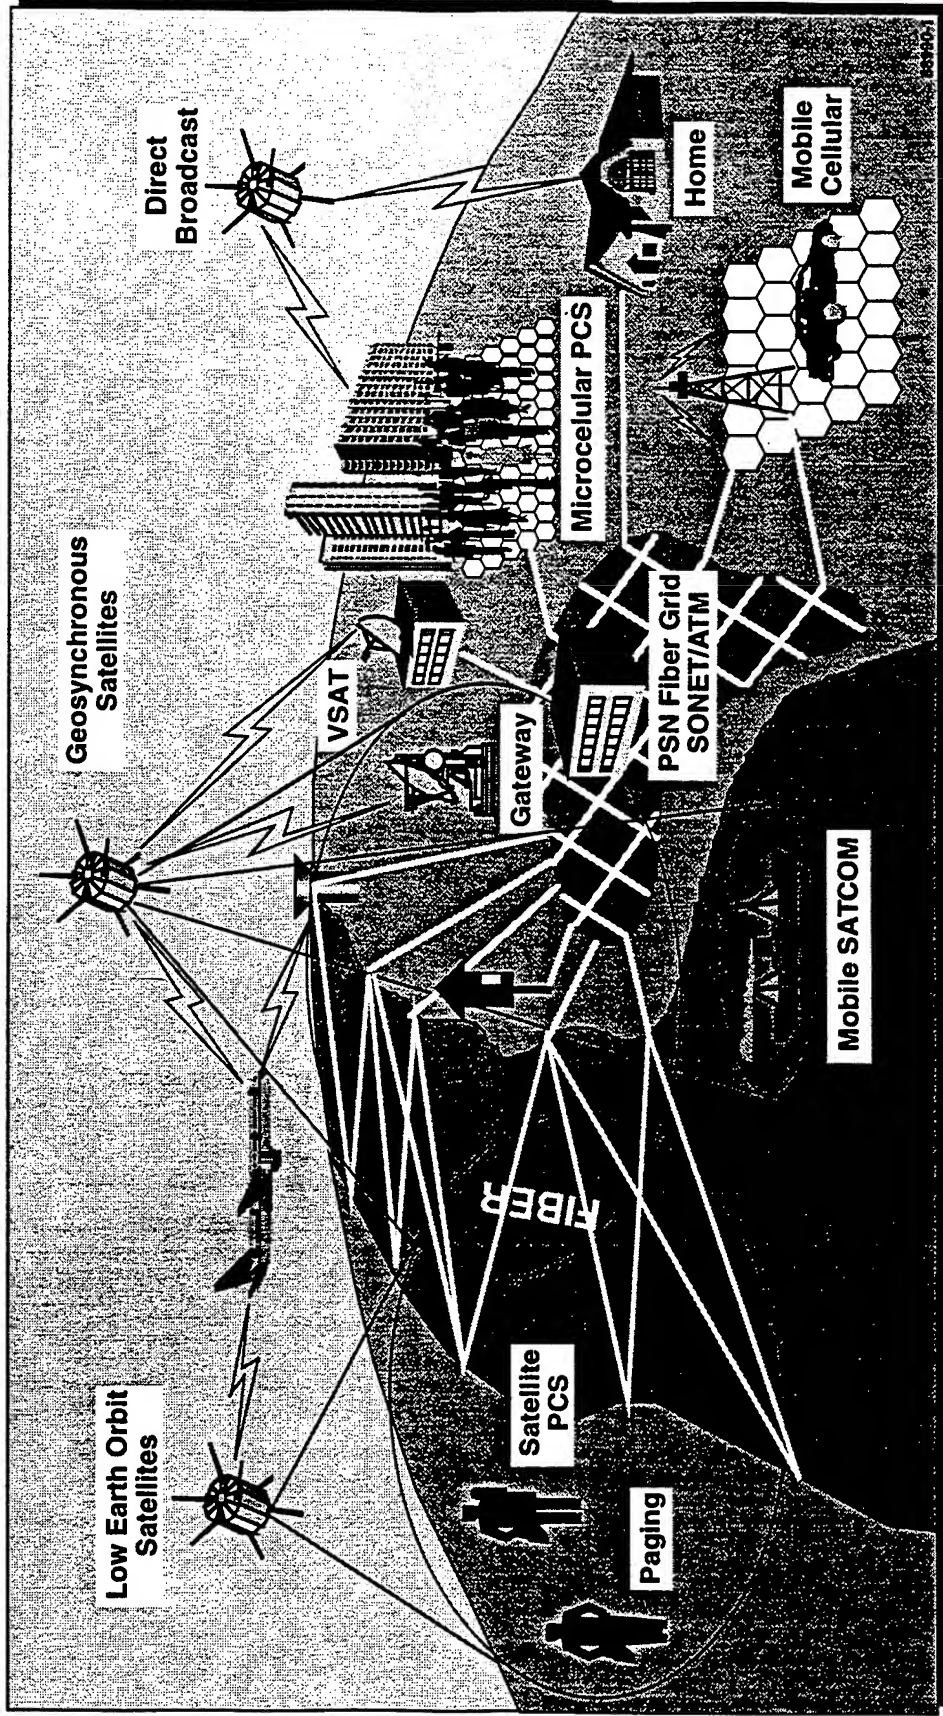 Low Earth Orbit
Satellites
Geosynchronous
Satellites
Direct
Broadcast
VSAT
Gateway
Microcelular PCS
Home
Mobile
Cellular
PSN Fiber Grid
SONET/ATM
FIBER
Satellite
PCS
Paging
Mobile SATCOM